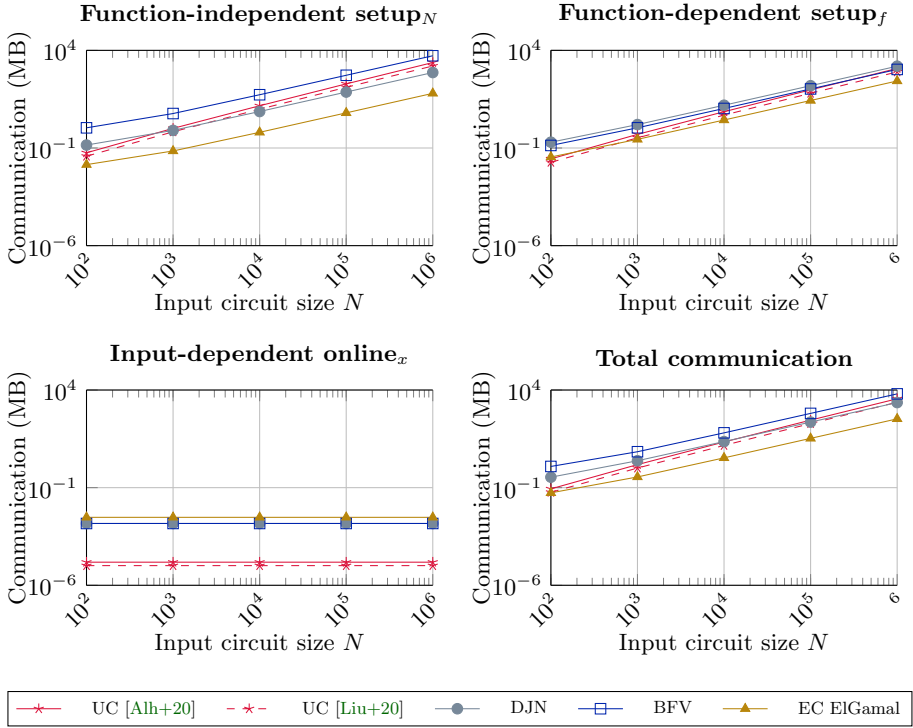 Function-independent setup_N
Function-dependent setup_f
Communication (MB)
10^4
10^−1
10^−6
10^2
10^3
10^4
10^5
10^6
Input circuit size N
Communication (MB)
10^4
10^−1
10^−6
10^2
10^3
10^4
10^5
6
Input circuit size N
Input-dependent online_x
Total communication
Communication (MB)
10^4
10^−1
10^−6
10^2
10^3
10^4
10^5
10^6
Input circuit size N
Communication (MB)
10^4
10^−1
10^−6
10^2
10^3
10^4
10^5
6
Input circuit size N
UC [Alh+20] UC [Liu+20] DJN BFV EC ElGamal